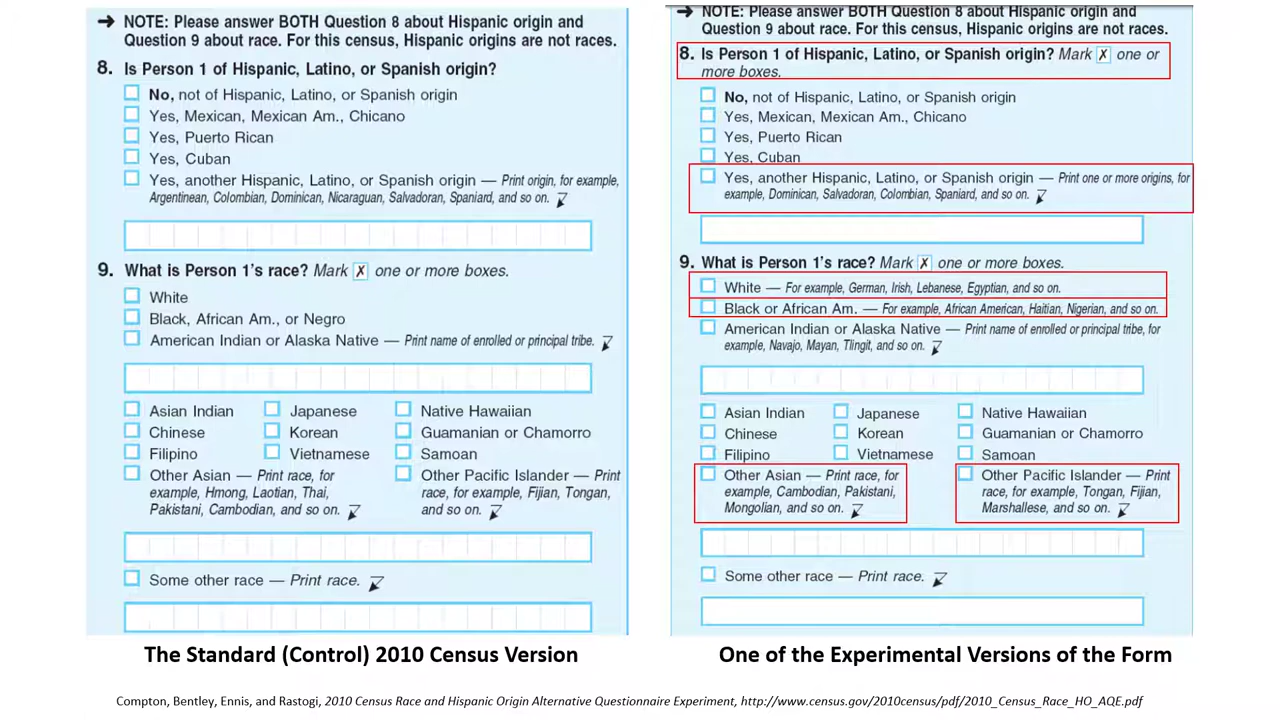 → NOTE: Please answer BOTH Question 8 about Hispanic origin and
Question 9 about race. For this census, Hispanic origins are not races.
8. Is Person 1 of Hispanic, Latino, or Spanish origin?
No, not of Hispanic, Latino, or Spanish origin
Yes, Mexican, Mexican Am., Chicano
Yes, Puerto Rican
Yes, Cuban
Yes, another Hispanic, Latino, or Spanish origin — Print origin, for example,
Argentinean, Colombian, Dominican, Nicaraguan, Salvadoran, Spaniard, and so on.
9. What is Person 1's race? Mark ✗ one or more boxes.
White
Black, African Am., or Negro
American Indian or Alaska Native — Print name of enrolled or principal tribe.
Asian Indian Japanese Native Hawaiian
Chinese Korean Guamanian or Chamorro
Filipino Vietnamese Samoan
Other Asian — Print race, for
example, Hmong, Laotian, Thai,
Pakistani, Cambodian, and so on.
Other Pacific Islander — Print
race, for example, Fijian, Tongan,
and so on.
Some other race — Print race.
The Standard (Control) 2010 Census Version
→ NOTE: Please answer BOTH Question 8 about Hispanic origin and
Question 9 about race. For this census, Hispanic origins are not races.
8. Is Person 1 of Hispanic, Latino, or Spanish origin? Mark ✗ one or
more boxes.
No, not of Hispanic, Latino, or Spanish origin
Yes, Mexican, Mexican Am., Chicano
Yes, Puerto Rican
Yes, Cuban
Yes, another Hispanic, Latino, or Spanish origin — Print one or more origins, for
example, Dominican, Salvadoran, Colombian, Spaniard, and so on.
9. What is Person 1's race? Mark ✗ one or more boxes.
White — For example, German, Irish, Lebanese, Egyptian, and so on.
Black or African Am. — For example, African American, Haitian, Nigerian, and so on.
American Indian or Alaska Native — Print name of enrolled or principal tribe, for
example, Navajo, Mayan, Tlingit, and so on.
Asian Indian Japanese Native Hawaiian
Chinese Korean Guamanian or Chamorro
Filipino Vietnamese Samoan
Other Asian — Print race, for
example, Cambodian, Pakistani,
Mongolian, and so on.
Other Pacific Islander — Print
race, for example, Tongan, Fijian,
Marshallese, and so on.
Some other race — Print race.
One of the Experimental Versions of the Form
Compton, Bentley, Ennis, and Rastogi, 2010 Census Race and Hispanic Origin Alternative Questionnaire Experiment, http://www.census.gov/2010census/pdf/2010_Census_Race_HO_AQE.pdf